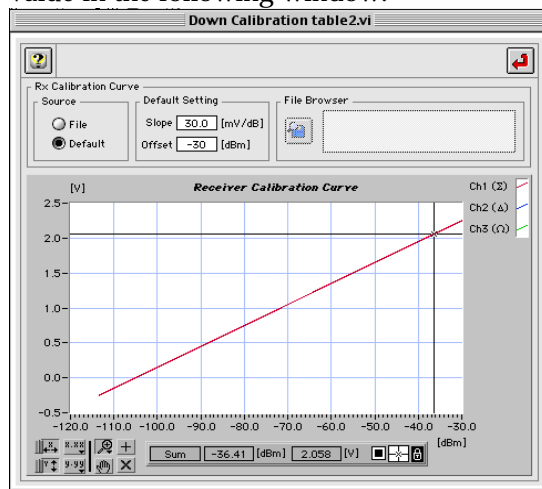 value in the following window.
Down Calibration table2.vi
?
Rx Calibration Curve
Source
File
Default
Default Setting
Slope 30.0 [mV/dB]
Offset -30 [dBm]
File Browser
[V]
Receiver Calibration Curve
Ch1 (Σ)
Ch2 (Δ)
Ch3 (Ω)
2.5
2.0
1.5
1.0
0.5
0.0
-0.5
-120.0 -110.0 -100.0 -90.0 -80.0 -70.0 -60.0 -50.0 -40.0 -30.0
[dBm]
X X.XX
Y Y.YY
Sum -36.41 [dBm] 2.058 [V]